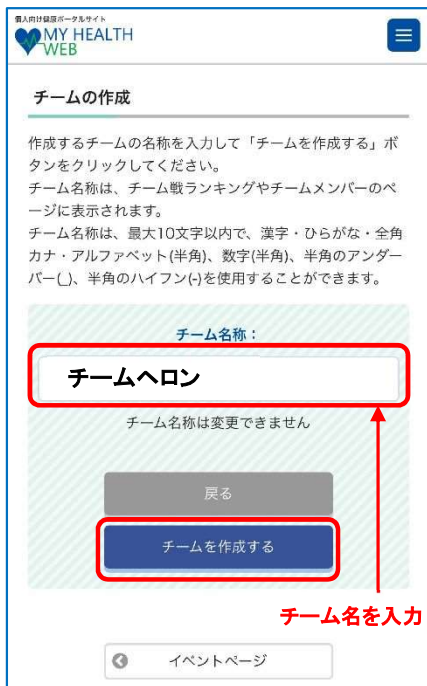 個人向け健康ポータルサイト
MY HEALTH
WEB
チームの作成
作成するチームの名称を入力して「チームを作成する」ボ
タンをクリックしてください。
チーム名称は、チーム戦ランキングやチームメンバーのペ
ージに表示されます。
チーム名称は、最大10文字以内で、漢字・ひらがな・全角
カナ・アルファベット(半角)、数字(半角)、半角のアンダー
バー(_)、半角のハイフン(-)を使用することができます。
チーム名称：
チームヘロン
チーム名称は変更できません
戻る
チームを作成する
チーム名を入力
イベントページ